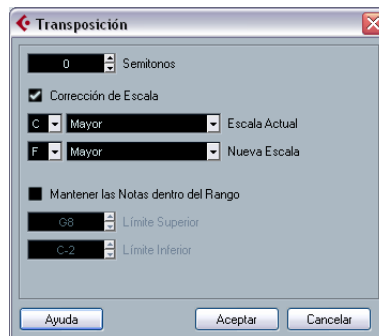 Transposición
0 Semitonos
Corrección de Escala
C Mayor Escala Actual
F Mayor Nueva Escala
Mantener las Notas dentro del Rango
G8 Límite Superior
C-2 Límite Inferior
Ayuda Aceptar Cancelar